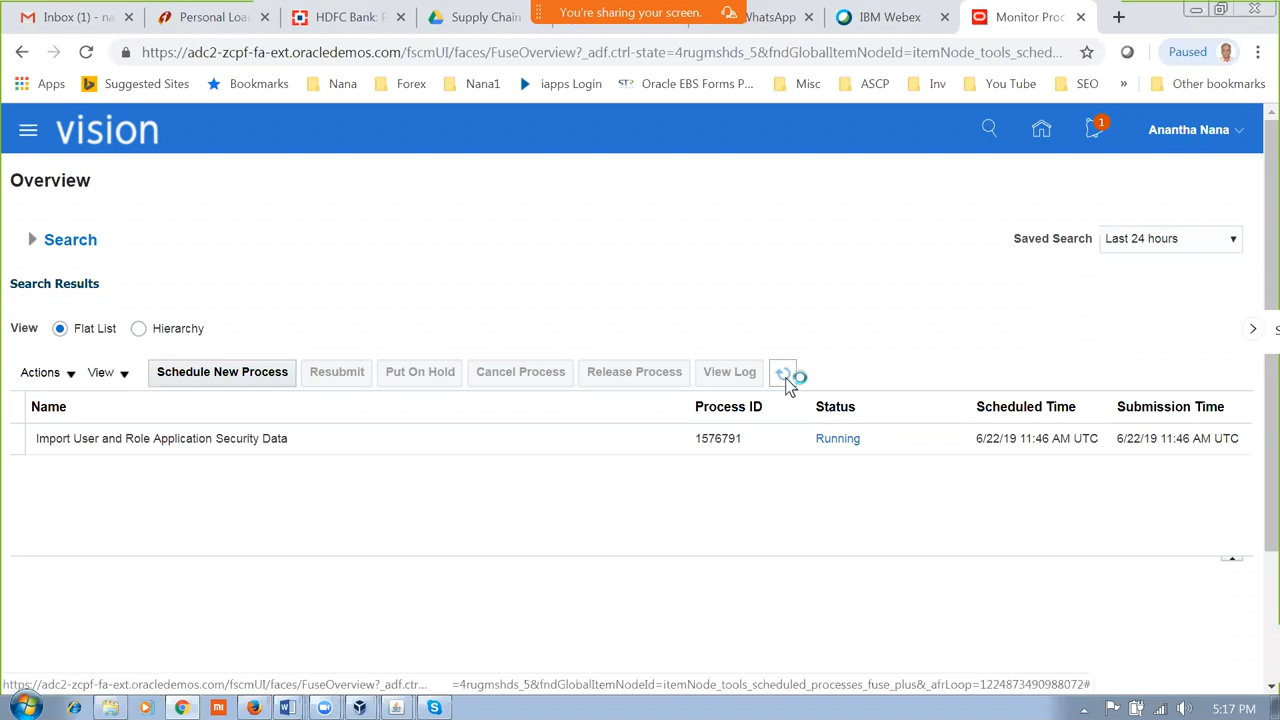 Inbox (1) - na
Personal Loa
HDFC Bank: P
Supply Chain
You're sharing your screen.
WhatsApp
IBM Webex
Monitor Proc
https://adc2-zcpf-fa-ext.oracledemos.com/fscmUI/faces/FuseOverview?_adf.ctrl-state=4rugmshds_5&fndGlobalItemNodeId=itemNode_tools_sched...
Paused
Apps
Suggested Sites
Bookmarks
Nana
Forex
Nana1
iapps Login
Oracle EBS Forms P...
Misc
ASCP
Inv
You Tube
SEO
»
Other bookmarks
vision
1
Anantha Nana
Overview
Search
Saved Search
Last 24 hours
Search Results
View
Flat List
Hierarchy
Actions
View
Schedule New Process
Resubmit
Put On Hold
Cancel Process
Release Process
View Log
Name
Process ID
Status
Scheduled Time
Submission Time
Import User and Role Application Security Data
1576791
Running
6/22/19 11:46 AM UTC
6/22/19 11:46 AM UTC
https://adc2-zcpf-fa-ext.oracledemos.com/fscmUI/faces/FuseOverview?_adf.ctr... =4rugmshds_5&fndGlobalItemNodeId=itemNode_tools_scheduled_processes_fuse_plus&_afrLoop=1224873490988072#
5:17 PM